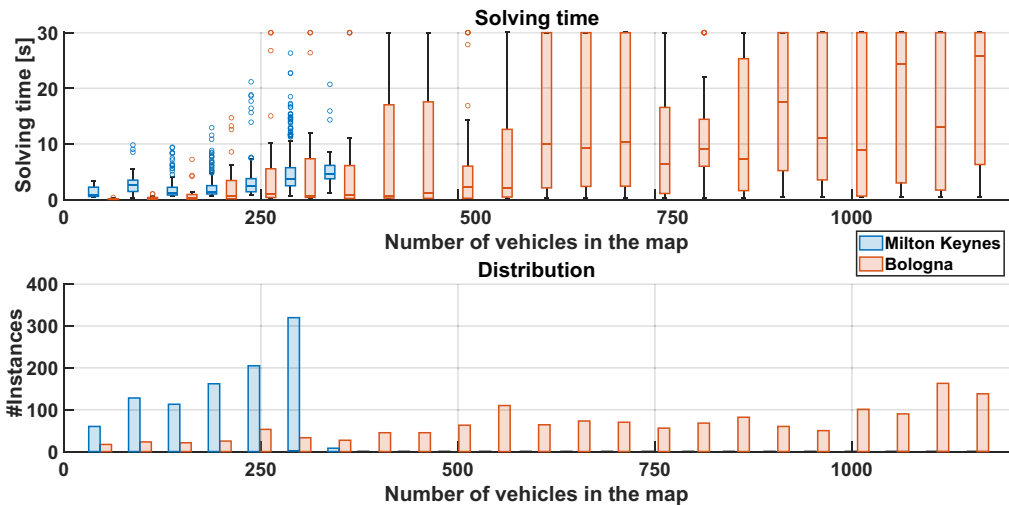 Solving time
Solving time [s]
30
20
10
0
0
250
500
750
1000
Number of vehicles in the map
Milton Keynes
Bologna
Distribution
#Instances
400
300
200
100
0
0
250
500
750
1000
Number of vehicles in the map